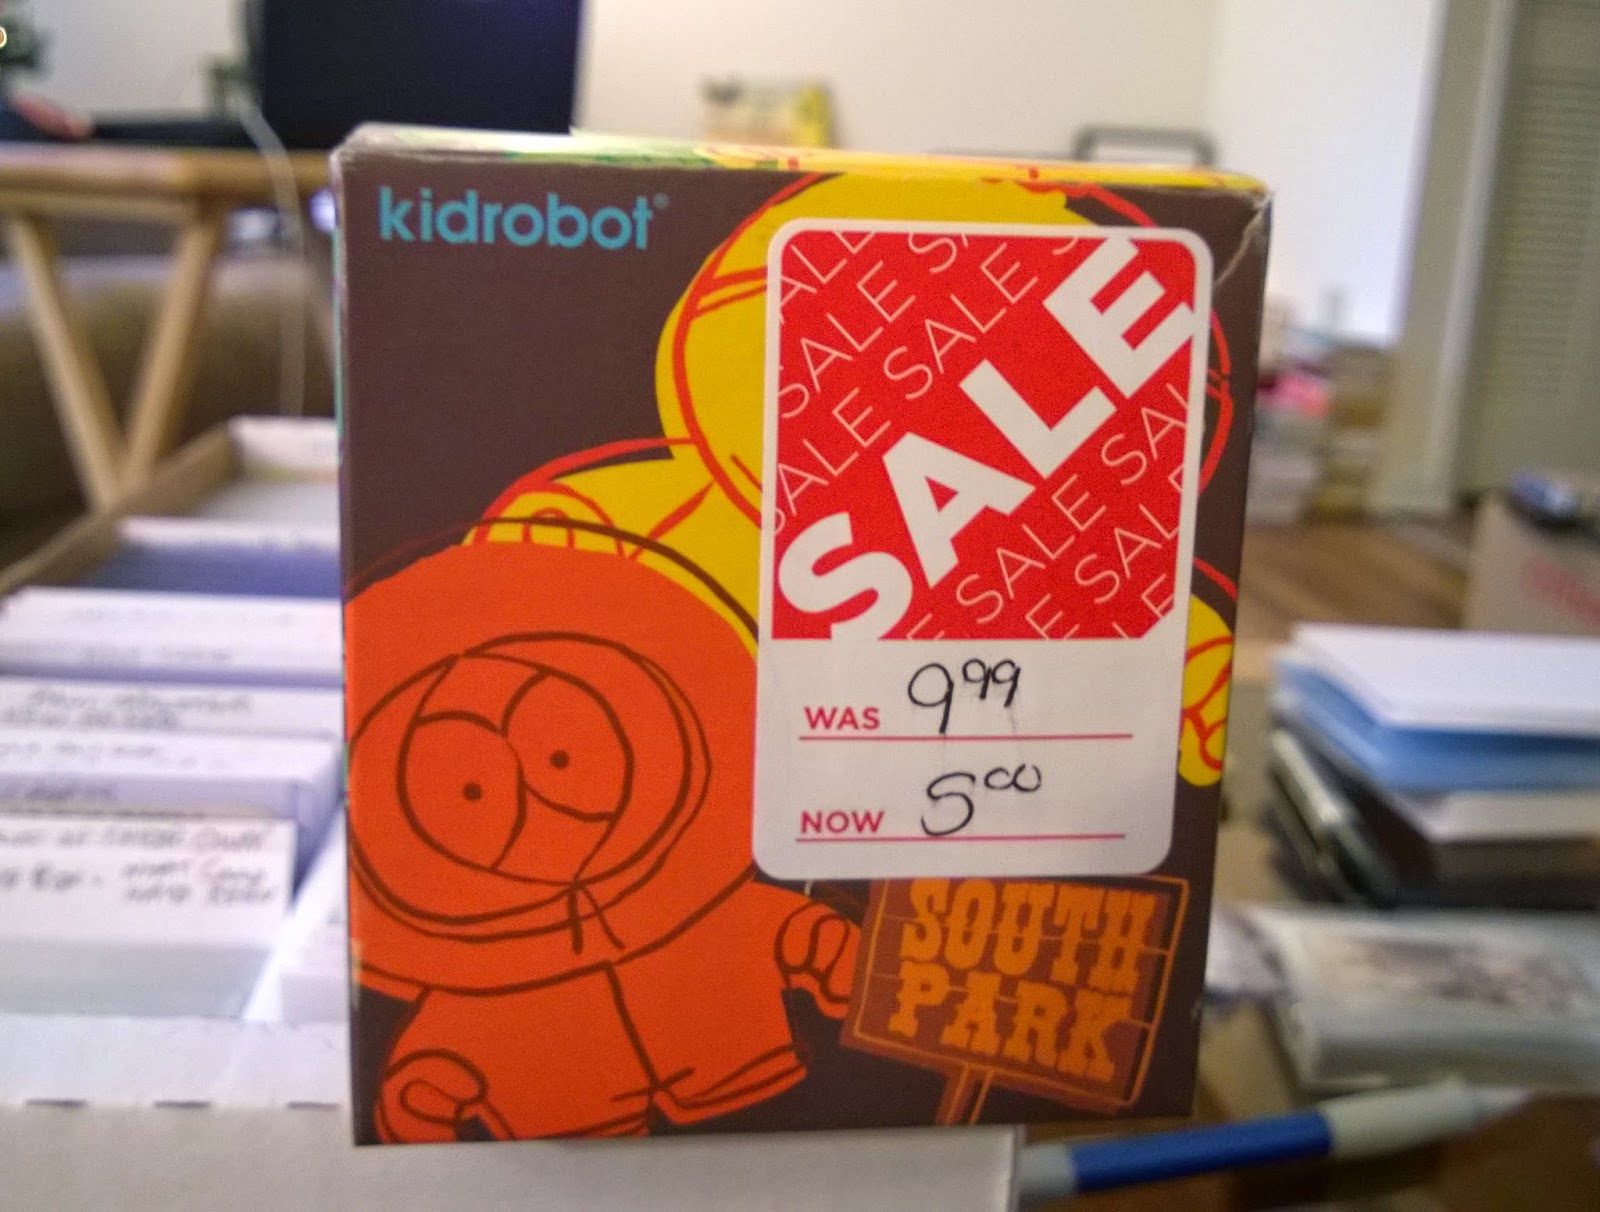 kidrobot®
SALE
WAS 9.99
NOW 5.00
SOUTH
PARK